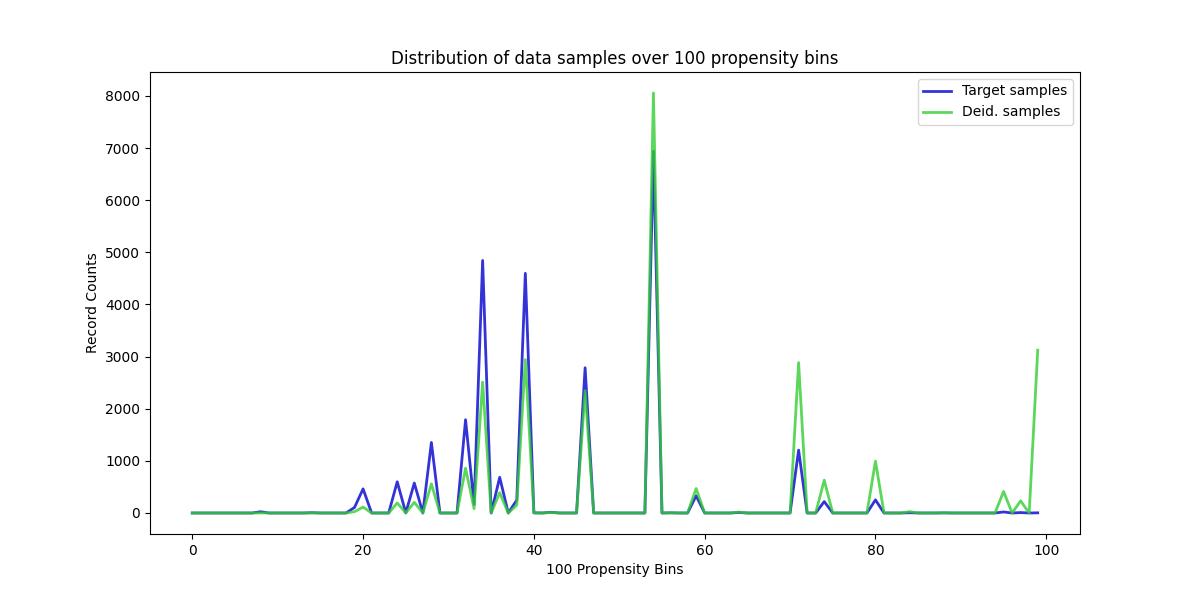 Distribution of data samples over 100 propensity bins
Target samples
Deid. samples
8000
7000
6000
5000
4000
3000
2000
1000
0
Record Counts
0 20 40 60 80 100
100 Propensity Bins